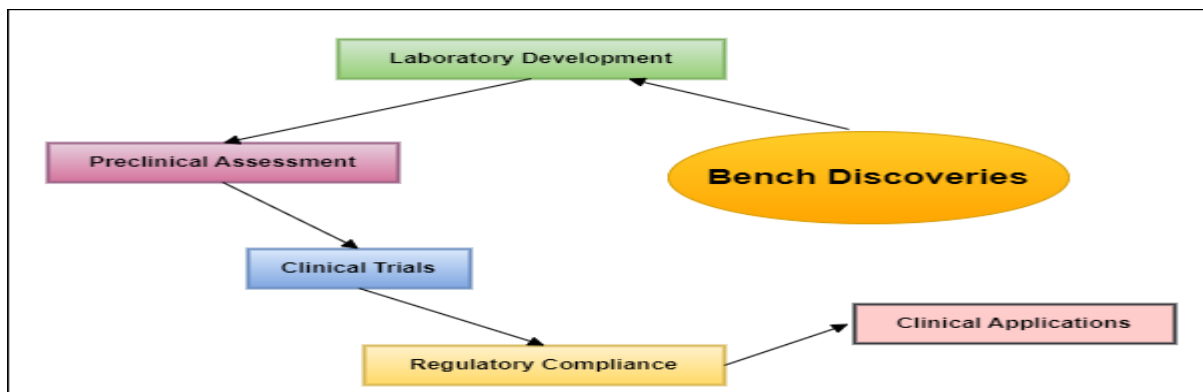 Laboratory Development
Preclinical Assessment
Bench Discoveries
Clinical Trials
Clinical Applications
Regulatory Compliance